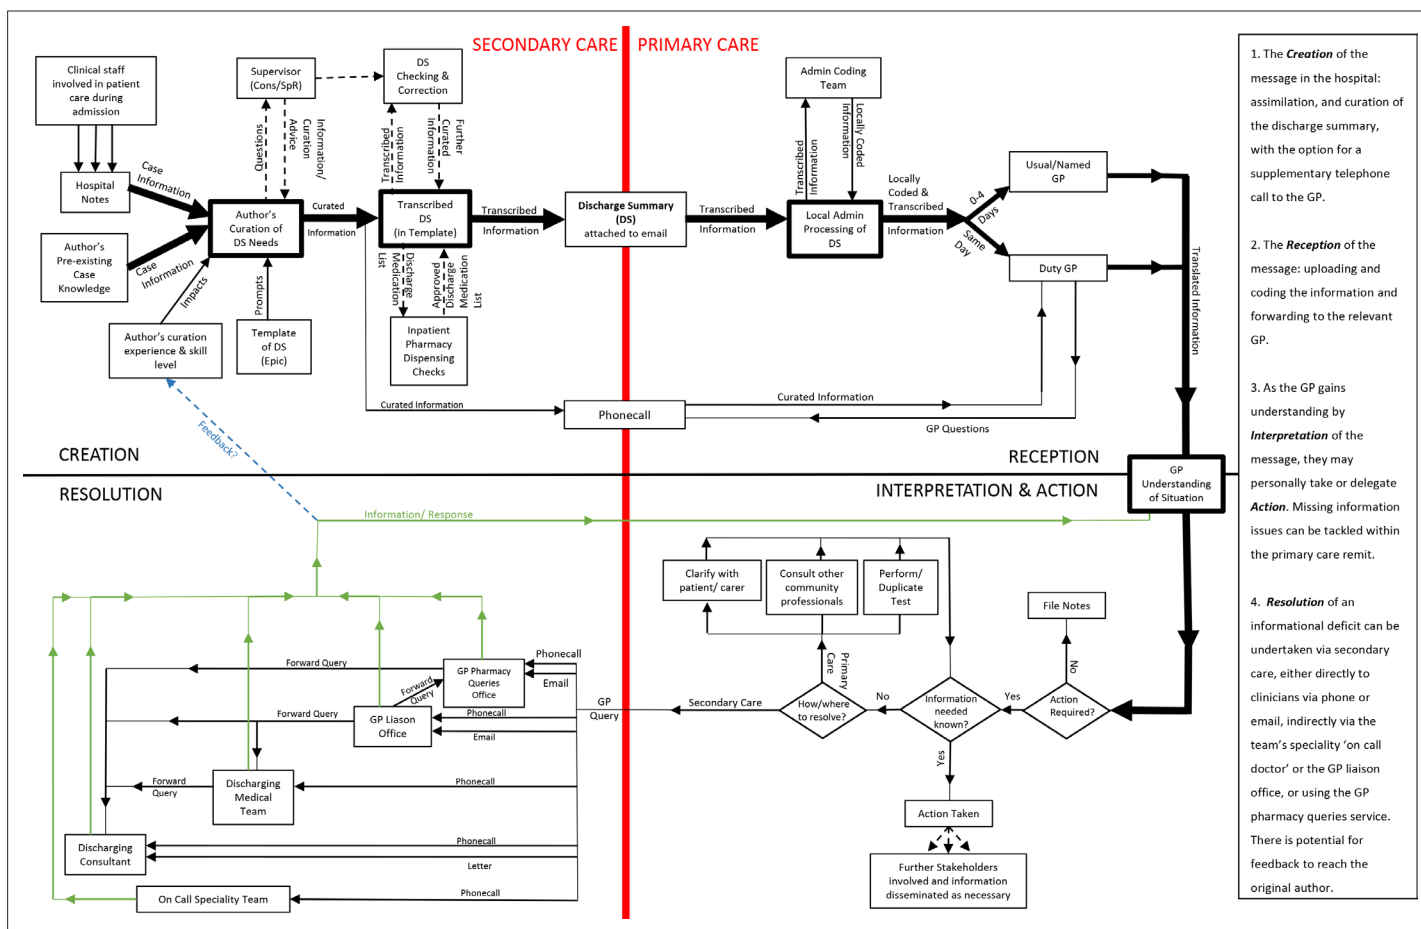 SECONDARY CARE
PRIMARY CARE
Clinical staff
involved in patient
care during
admission
Hospital
Notes
Author's
Pre-existing
Case
Knowledge
Case
Information
Case
Information
Supervisor
(Cons/SpR)
Questions
Information/
Curation
Advice
DS
Checking &
Correction
Transcribed
Information
Further
Curated
Information
Author's
Curation of
DS Needs
Curated
Information
Transcribed
DS
(in Template)
Transcribed
Information
Discharge Summary
(DS)
attached to email
Impacts
Prompts
Author's curation
experience & skill
level
Template
of DS
(Epic)
Discharge
Medication
List
Approved
Discharge
Medication
List
Inpatient
Pharmacy
Dispensing
Checks
Curated Information
Phonecall
Feedback?
CREATION
Admin Coding
Team
Transcribed
Information
Locally Coded
Information
Transcribed
Information
Local Admin
Processing of
DS
Locally
Coded &
Transcribed
Information
0-4
Days
Same
Day
Usual/Named
GP
Duty GP
Translated Information
Curated Information
GP Questions
RECEPTION
GP
Understanding
of Situation
RESOLUTION
INTERPRETATION & ACTION
Information/ Response
Clarify with
patient/ carer
Consult other
community
professionals
Perform/
Duplicate
Test
File Notes
No
Action
Required?
Yes
Information
needed
known?
No
How/where
to resolve?
Primary
Care
Secondary Care
Yes
Action Taken
Further Stakeholders
involved and information
disseminated as necessary
GP
Query
Phonecall
Email
GP Pharmacy
Queries
Office
Forward Query
Forward
Query
Phonecall
Email
GP Liason
Office
Forward Query
Phonecall
Discharging
Medical
Team
Forward
Query
Phonecall
Letter
Discharging
Consultant
Phonecall
On Call Speciality Team
1. The Creation of the
message in the hospital:
assimilation, and curation of
the discharge summary,
with the option for a
supplementary telephone
call to the GP.
2. The Reception of the
message: uploading and
coding the information and
forwarding to the relevant
GP.
3. As the GP gains
understanding by
Interpretation of the
message, they may
personally take or delegate
Action. Missing information
issues can be tackled within
the primary care remit.
4. Resolution of an
informational deficit can be
undertaken via secondary
care, either directly to
clinicians via phone or
email, indirectly via the
team's speciality 'on call
doctor' or the GP liaison
office, or using the GP
pharmacy queries service.
There is potential for
feedback to reach the
original author.